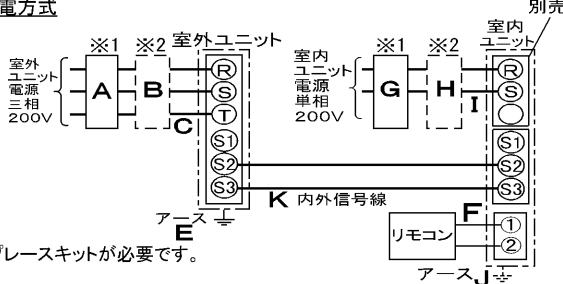 電方式
別売
※1 ※2 室外ユニット
※1 ※2 室内ユニット
室外
ユニット
電源
三相
200V
A B C
R
S
T
S1
S2
S3
アース
E
室内
ユニット
電源
単相
200V
G H I
R
S
S1
S2
S3
K 内外信号線
リモコン
F
1
2
アース J
プレースキットが必要です。